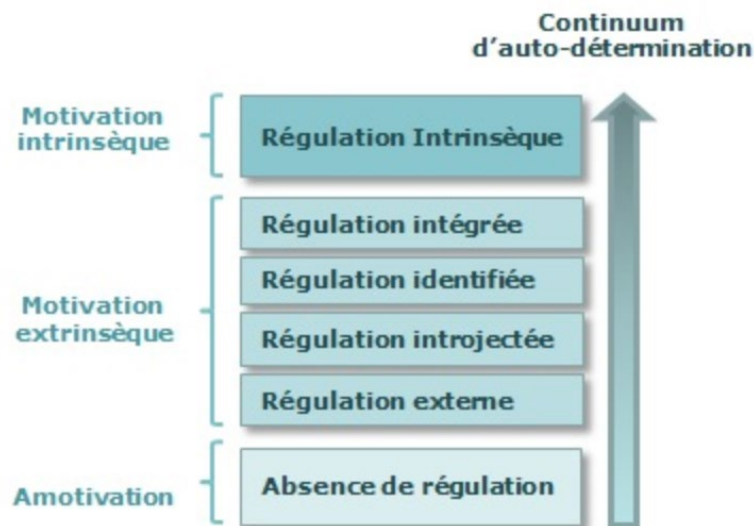 Continuum
d'auto-détermination
Motivation
intrinsèque
Régulation Intrinsèque
Motivation
extrinsèque
Régulation intégrée
Régulation identifiée
Régulation introjectée
Régulation externe
Amotivation
Absence de régulation